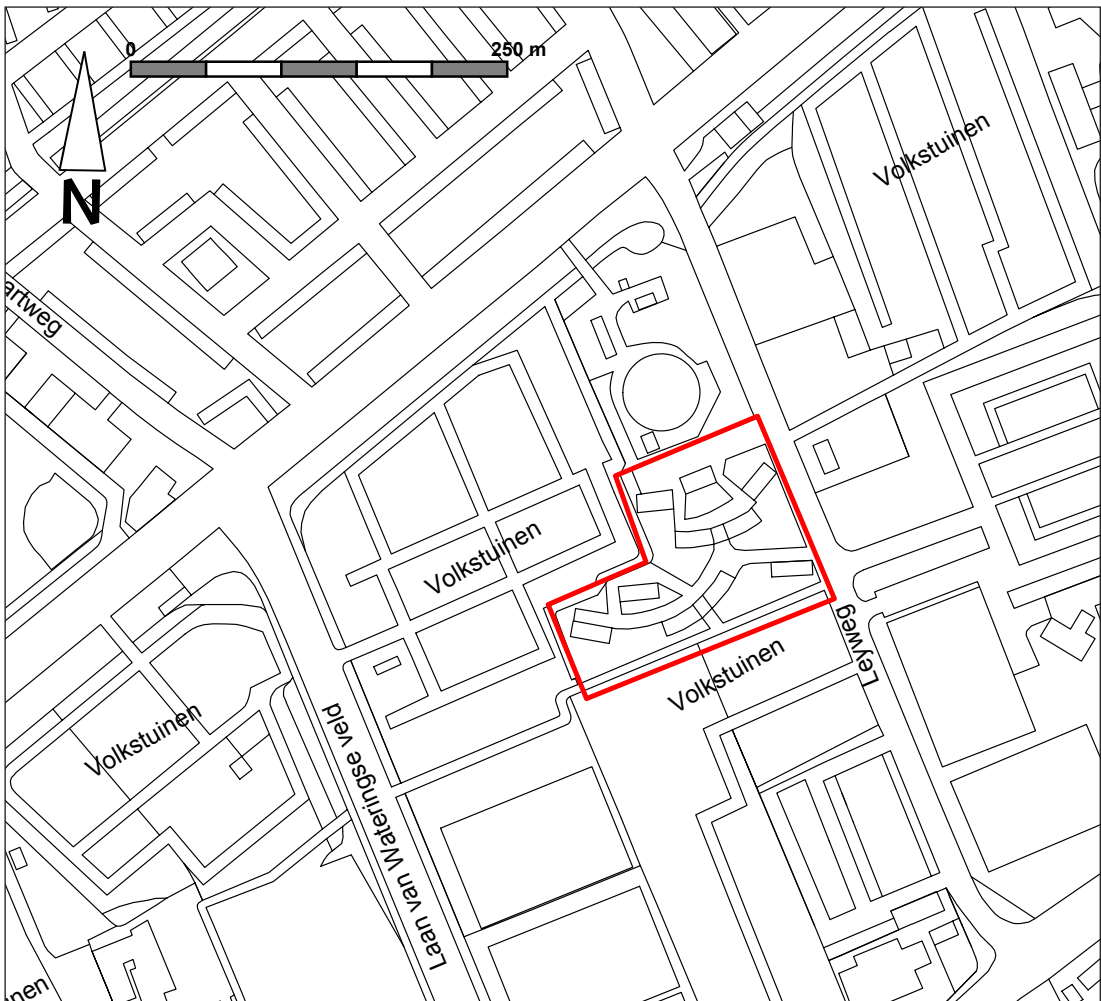 0
250 m
N
Volkstuinen
artweg
Volkstuinen
Leyweg
Volkstuinen
Volkstuinen
Laan van Wateringse veld
nen